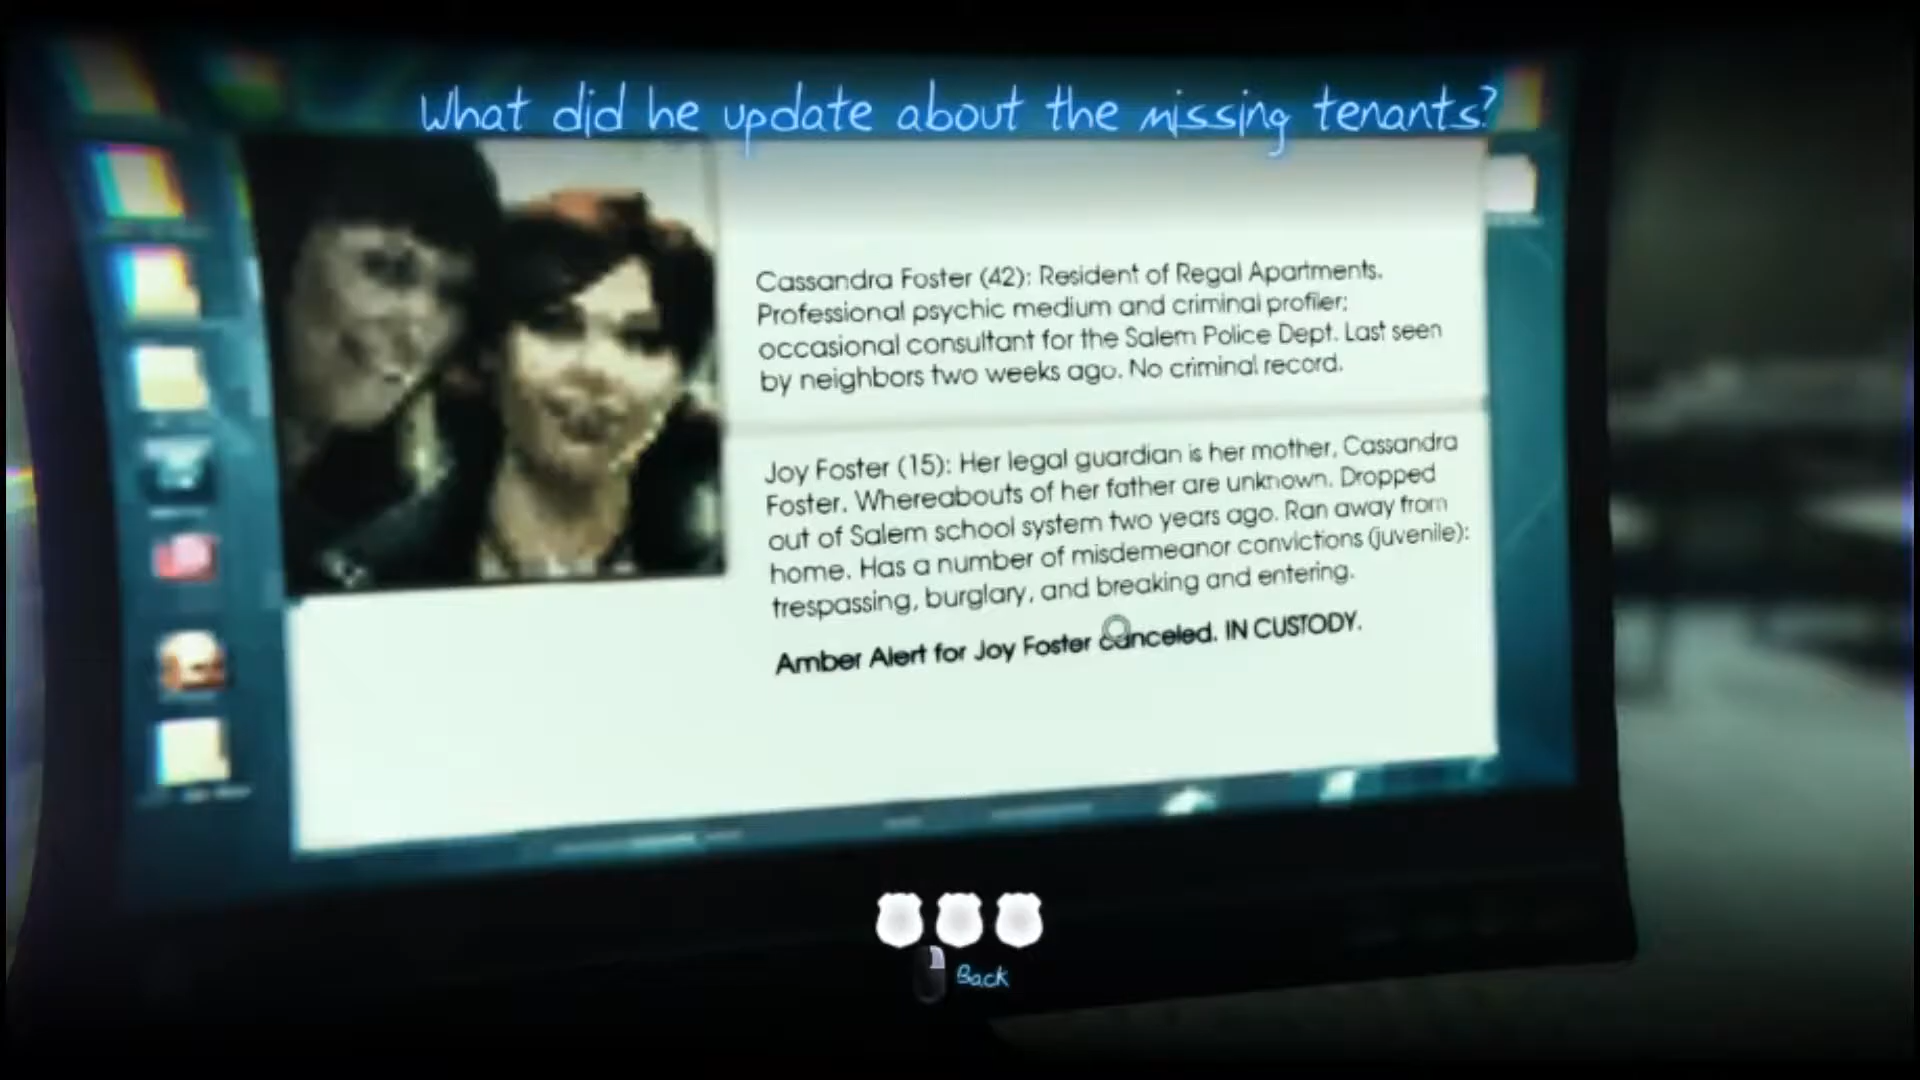 What did he update about the missing tenants?
Cassandra Foster (42): Resident of Regal Apartments.
Professional psychic medium and criminal profiler;
occasional consultant for the Salem Police Dept. Last seen
by neighbors two weeks ago. No criminal record.
Joy Foster (15): Her legal guardian is her mother, Cassandra
Foster. Whereabouts of her father are unknown. Dropped
out of Salem school system two years ago. Ran away from
home. Has a number of misdemeanor convictions (juvenile):
trespassing, burglary, and breaking and entering.
Amber Alert for Joy Foster canceled. IN CUSTODY.
Back